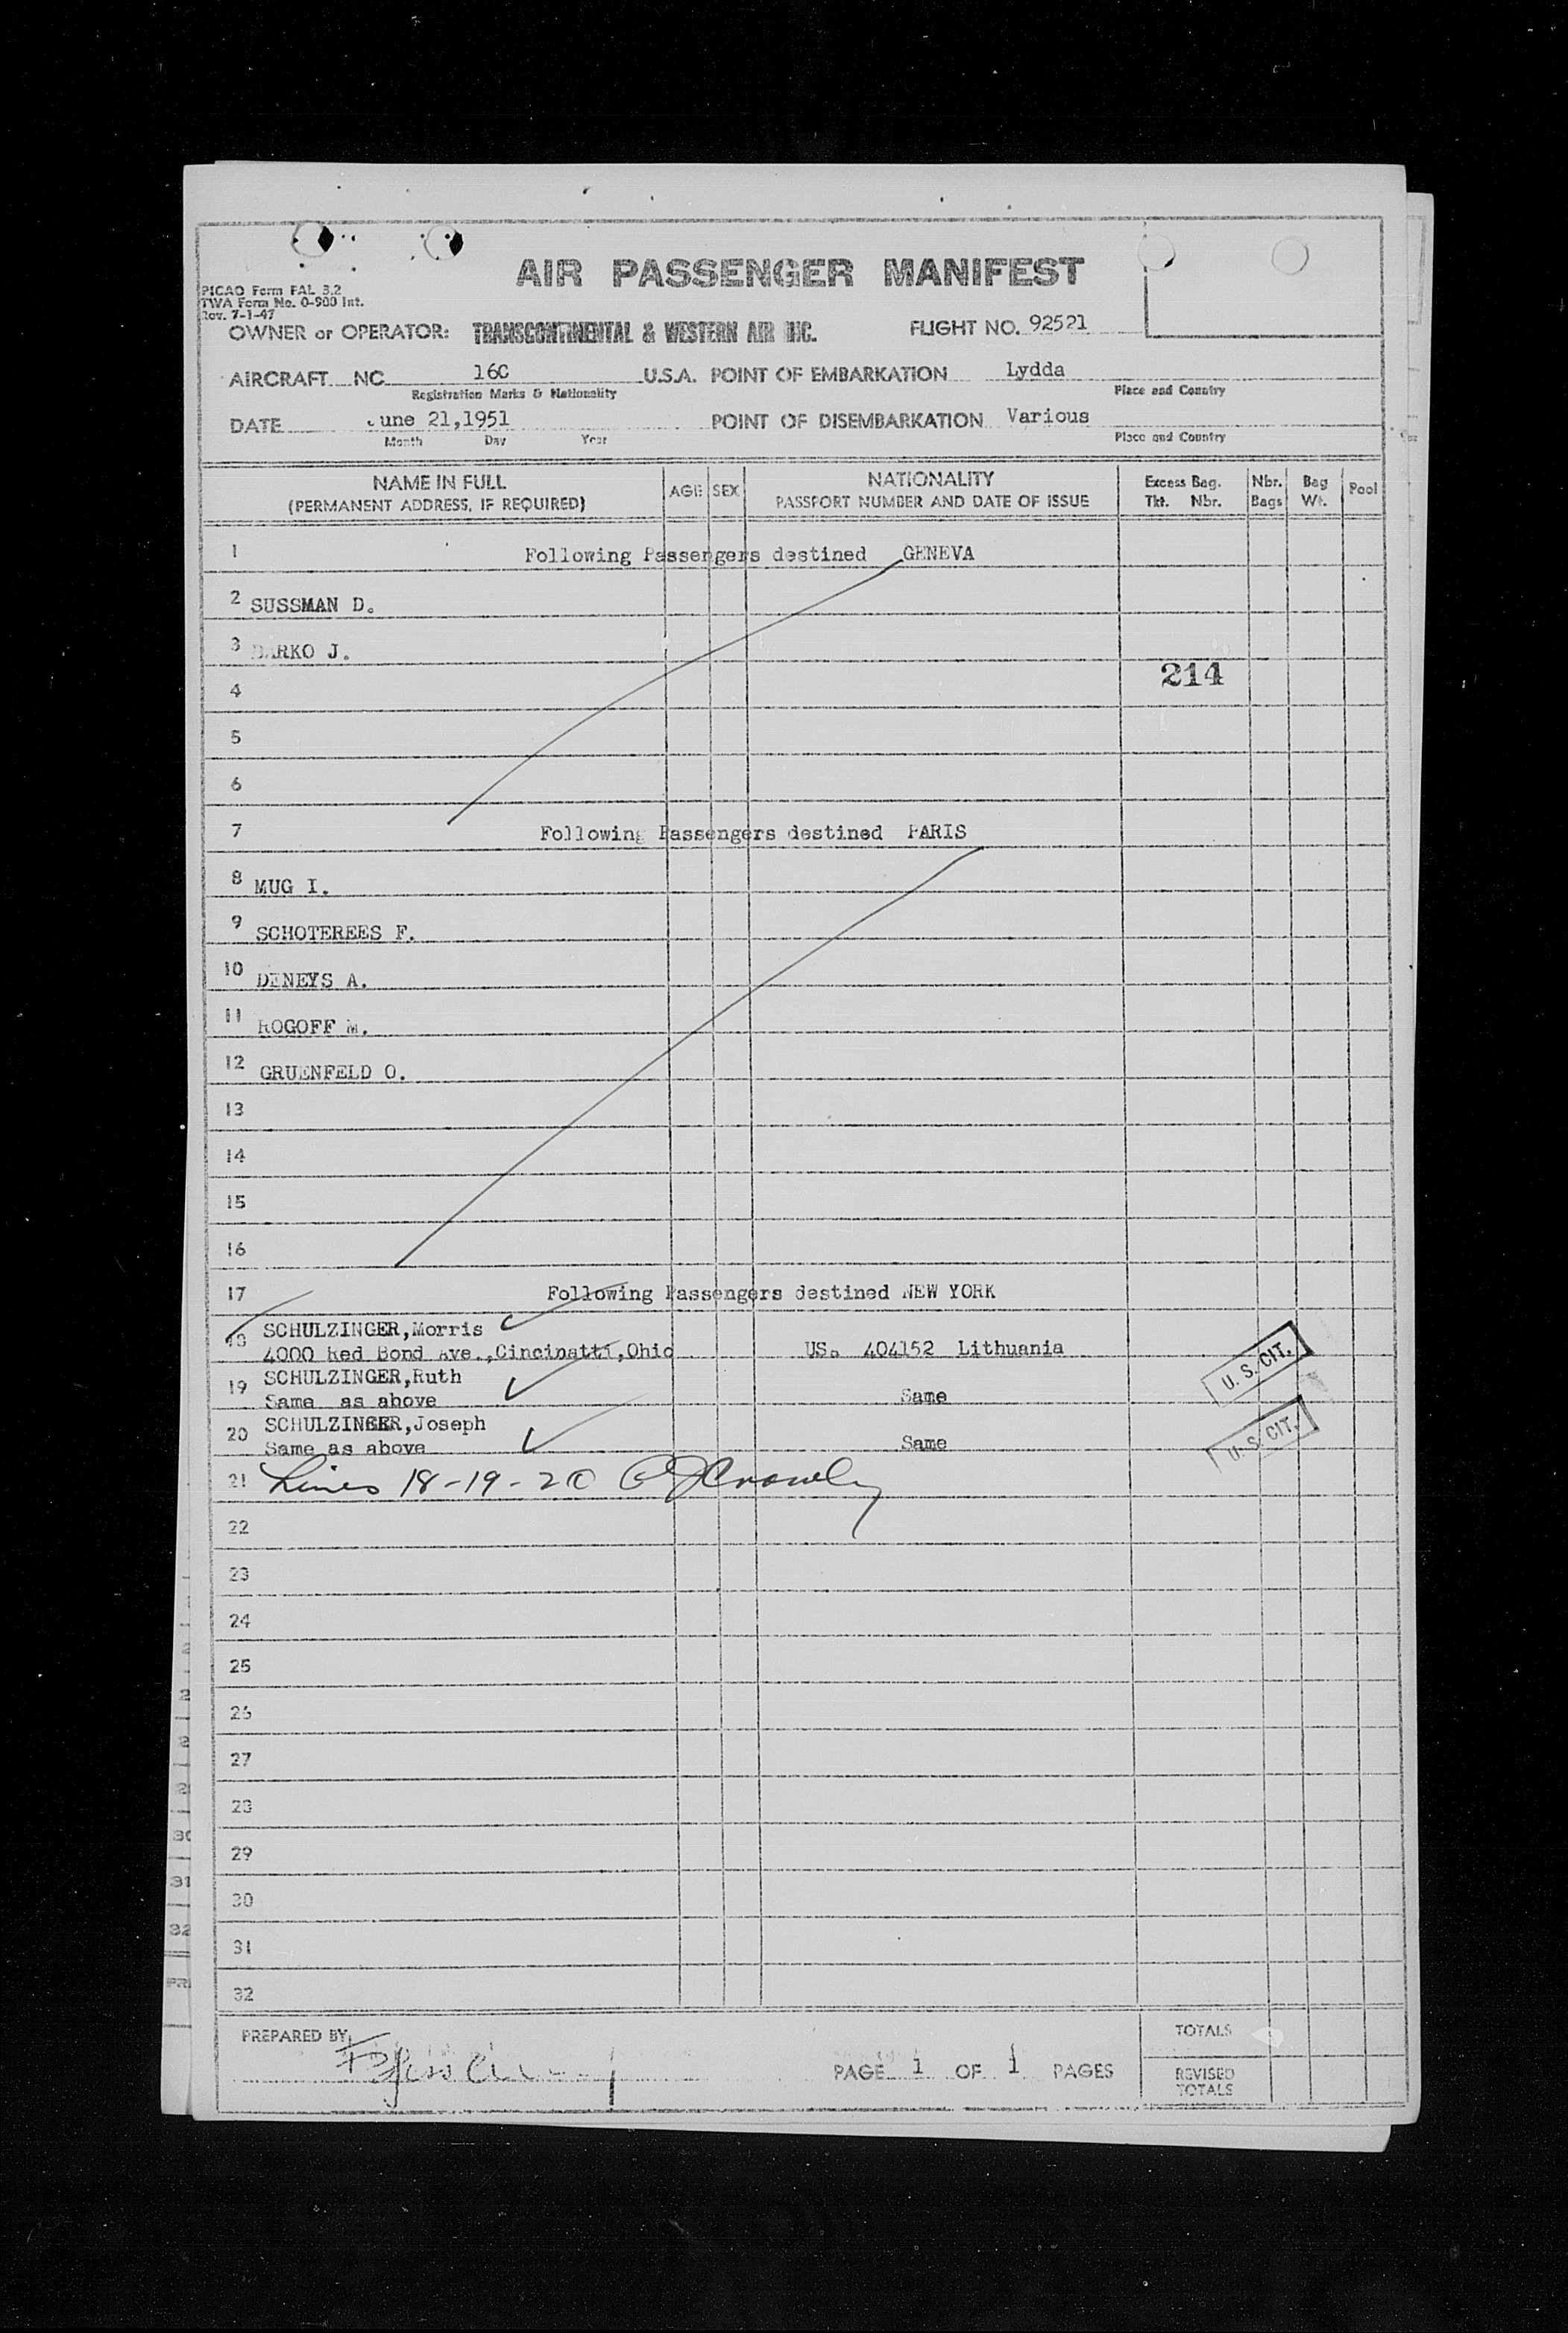 AIR PASSENGER MANIFEST
PICAO Form FAL 3.2
TWA Form No. 0-900 Int.
Rev. 7-1-47
OWNER or OPERATOR: TRANSCONTINENTAL & WESTERN AIR INC. FLIGHT NO. 92521
AIRCRAFT NC 160 U.S.A. POINT OF EMBARKATION Lydda
Registration Marks & Nationality Place and Country
DATE June 21,1951 POINT OF DISEMBARKATION Various
Month Day Year Place and Country
NAME IN FULL (PERMANENT ADDRESS, IF REQUIRED) AGE SEX NATIONALITY PASSPORT NUMBER AND DATE OF ISSUE Excess Bag. Tkt. Nbr. Nbr. Bags Bag Wt. Pool
1 Following Passengers destined GENEVA
2 SUSSMAN D.
3 BARKO J.
214
4
5
6
7 Following Passengers destined PARIS
8 MUG I.
9 SCHOTEREES F.
10 DENEYS A.
11 ROGOFF M.
12 GRUENFELD O.
13
14
15
16
17 Following Passengers destined NEW YORK
18 SCHULZINGER,Morris
4000 Red Bond Ave.,Cincinatti,Ohio US. 404152 Lithuania
U. S. CIT.
19 SCHULZINGER,Ruth
Same as above Same
20 SCHULZINGER,Joseph
Same as above Same
U. S. CIT.
21 Lines 18-19-20
22
23
24
25
26
27
28
29
30
31
32
PREPARED BY
PAGE 1 OF 1 PAGES
TOTALS
REVISED TOTALS